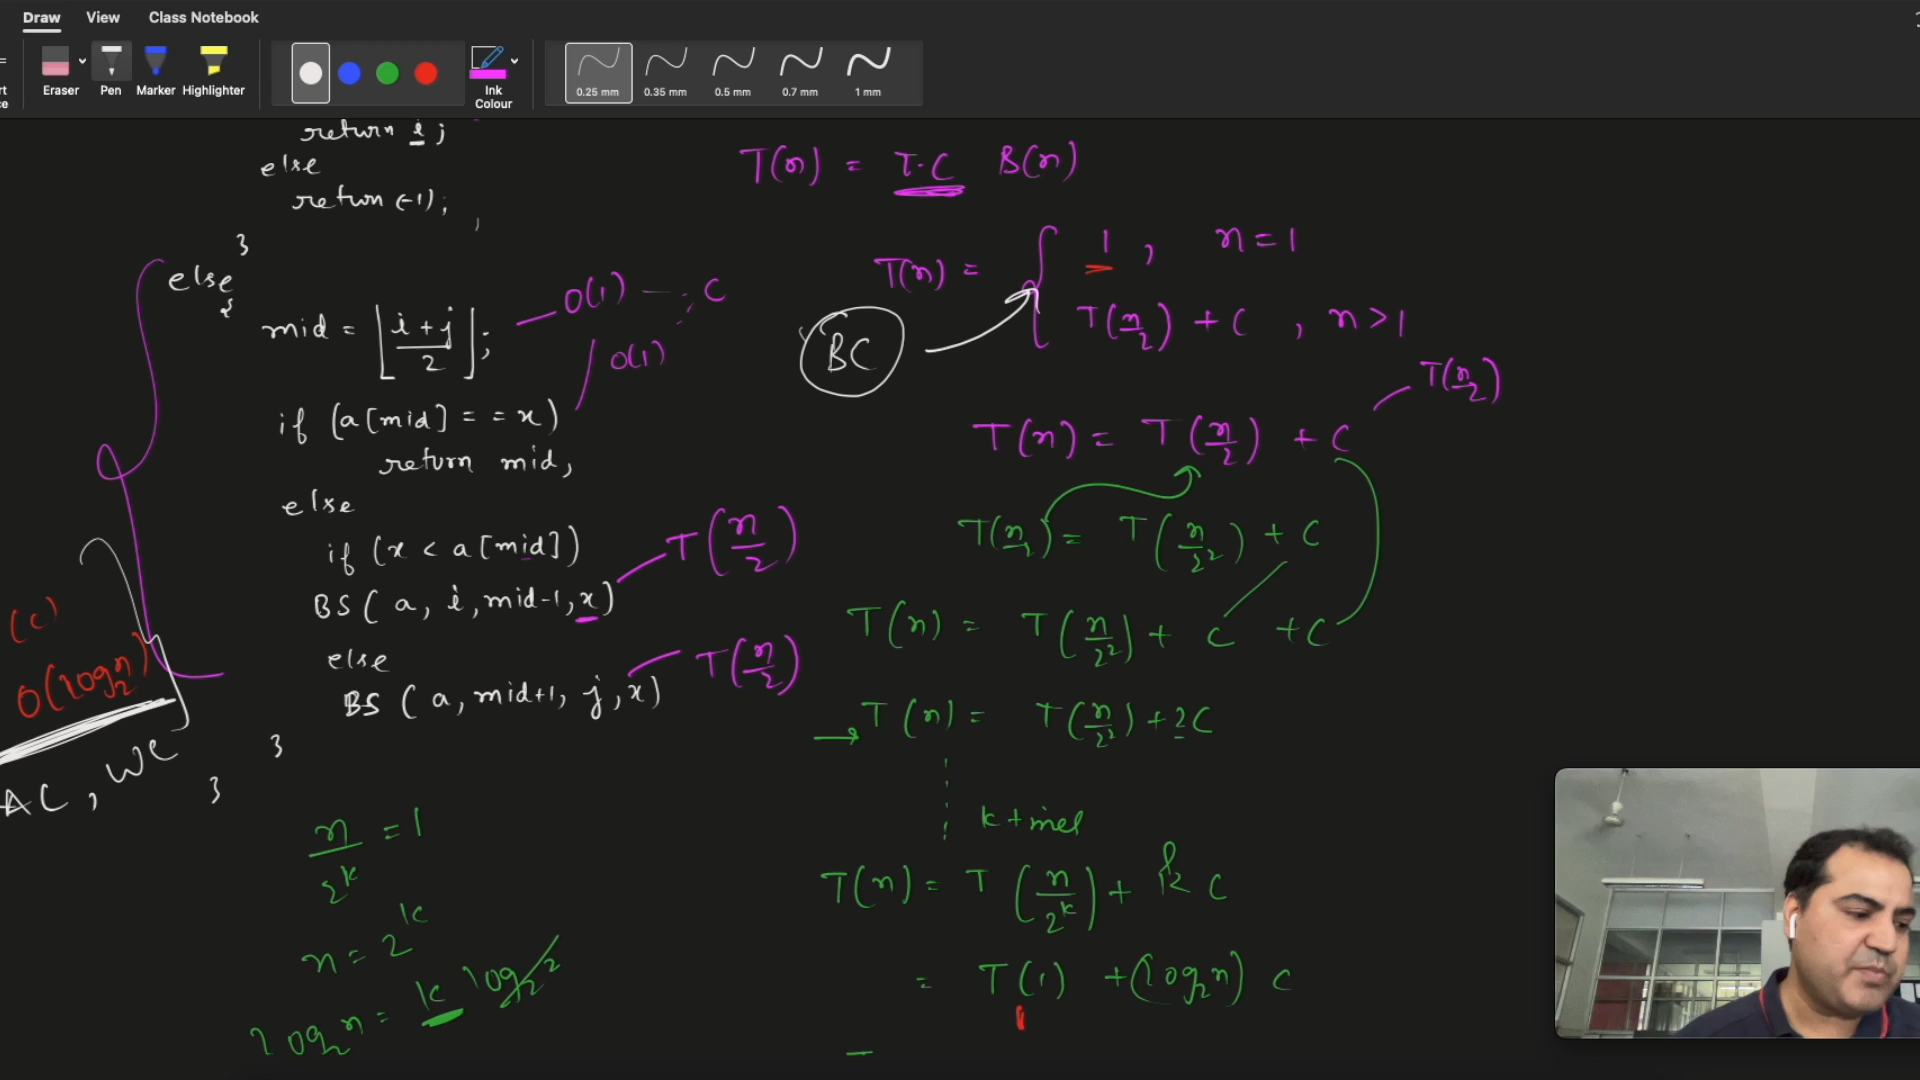 Draw View Class Notebook
Eraser Pen Marker Highlighter
Ink Colour
0.25 mm 0.35 mm 0.5 mm 0.7 mm 1 mm
return i;
else
return (-1);
}
else
{
mid = ⌊(i+j)/2⌋; — O(1) — C
O(1)
if (a[mid] == x)
return mid;
else
if (x < a[mid])
BS(a, i, mid-1, x) — T(n/2)
else
BS(a, mid+1, j, x) — T(n/2)
}
}
(c)
O(log₂n)
AC, WC
n/2^k = 1
n = 2^k
log₂n = k log₂2
T(n) = T.C B(n)
T(n) = { 1, n=1
T(n/2) + C, n>1
BC
T(n/2)
T(n) = T(n/2) + C
T(n/2) = T(n/2²) + C
T(n) = T(n/2²) + C + C
→ T(n) = T(n/2²) + 2C
k times
T(n) = T(n/2^k) + k C
= T(1) + (log₂n) C